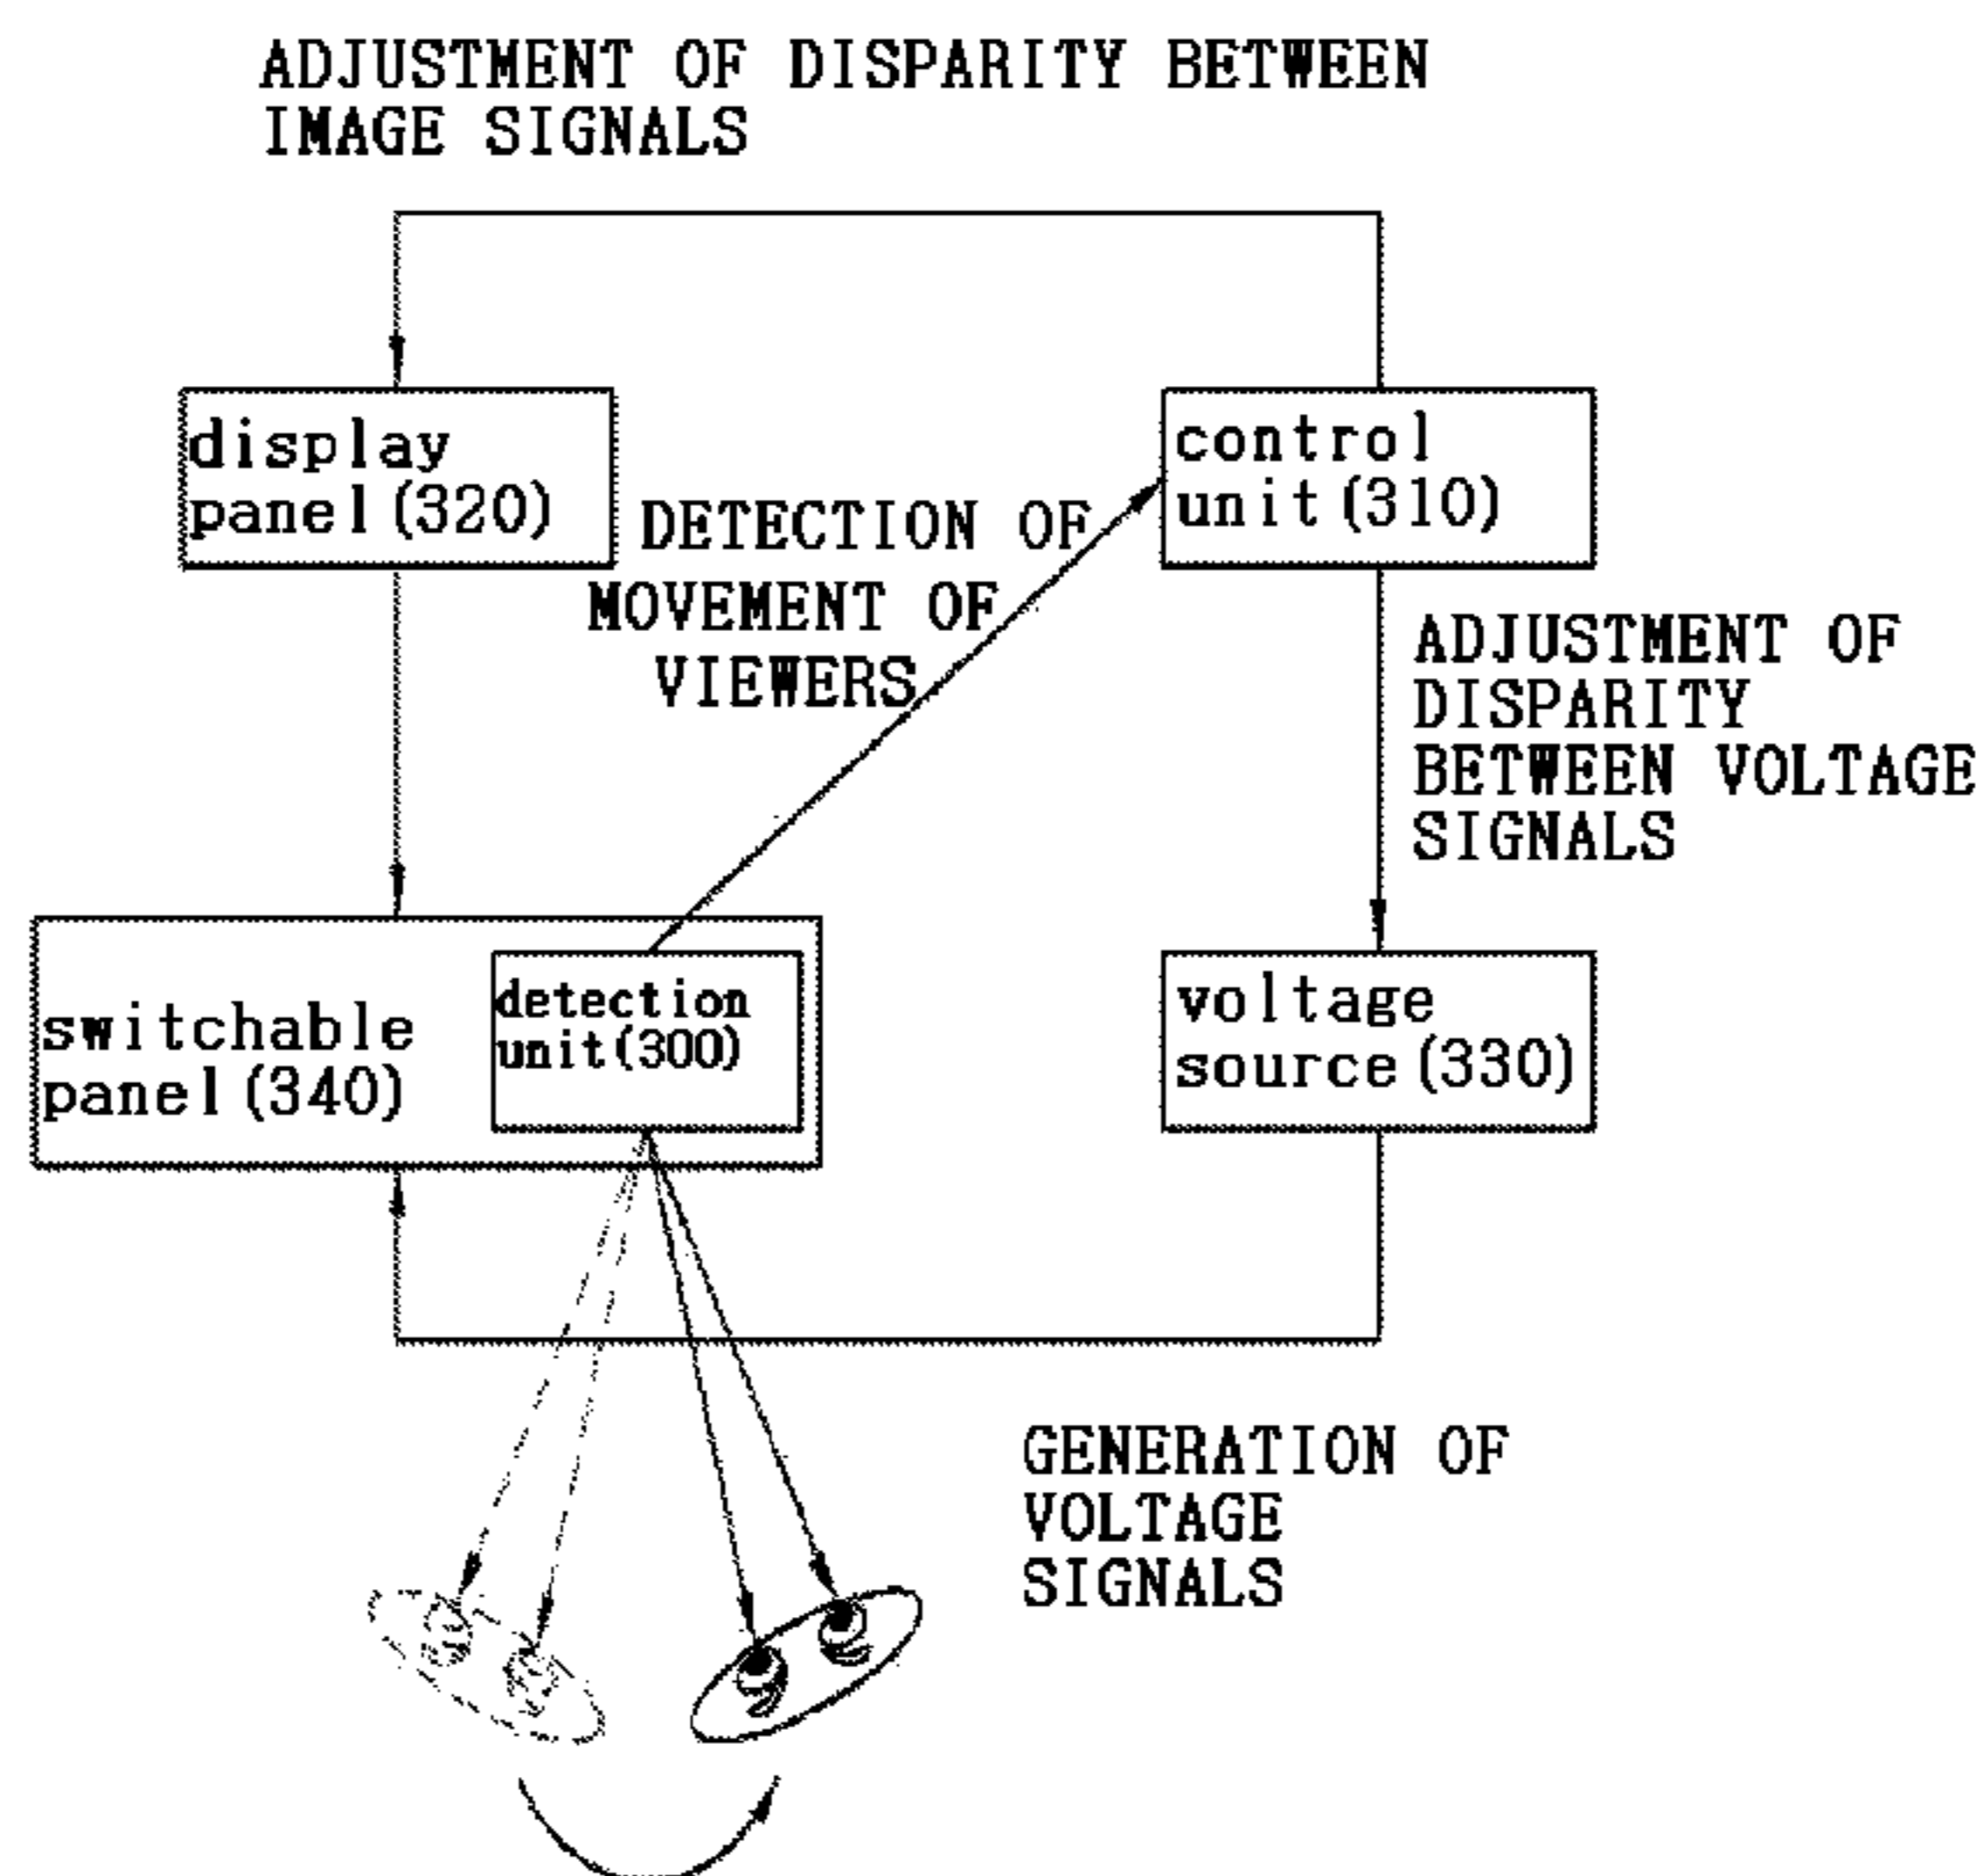 ADJUSTMENT OF DISPARITY BETWEEN
IMAGE SIGNALS
display
panel(320)
control
unit(310)
DETECTION OF
MOVEMENT OF
VIEWERS
ADJUSTMENT OF
DISPARITY
BETWEEN VOLTAGE
SIGNALS
switchable
panel(340)
detection
unit(300)
voltage
source(330)
GENERATION OF
VOLTAGE
SIGNALS